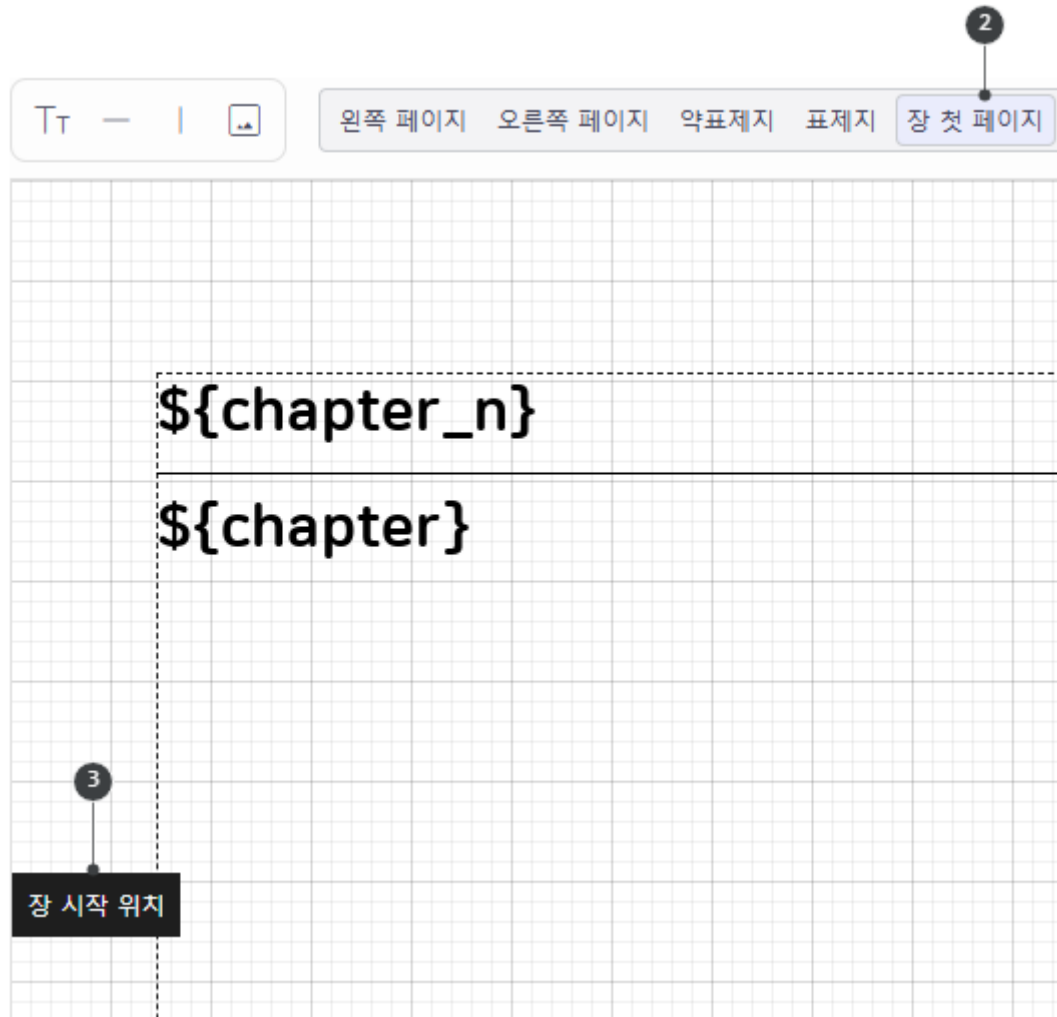 2
왼쪽 페이지 오른쪽 페이지 약표제지 표제지 장 첫 페이지
${chapter_n}
${chapter}
3
장 시작 위치